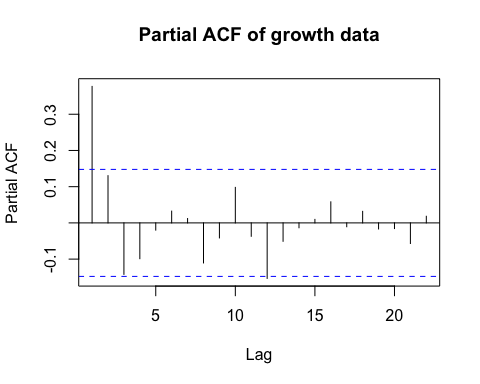 Partial ACF of growth data
Partial ACF
0.3
0.2
0.1
-0.1
5 10 15 20
Lag